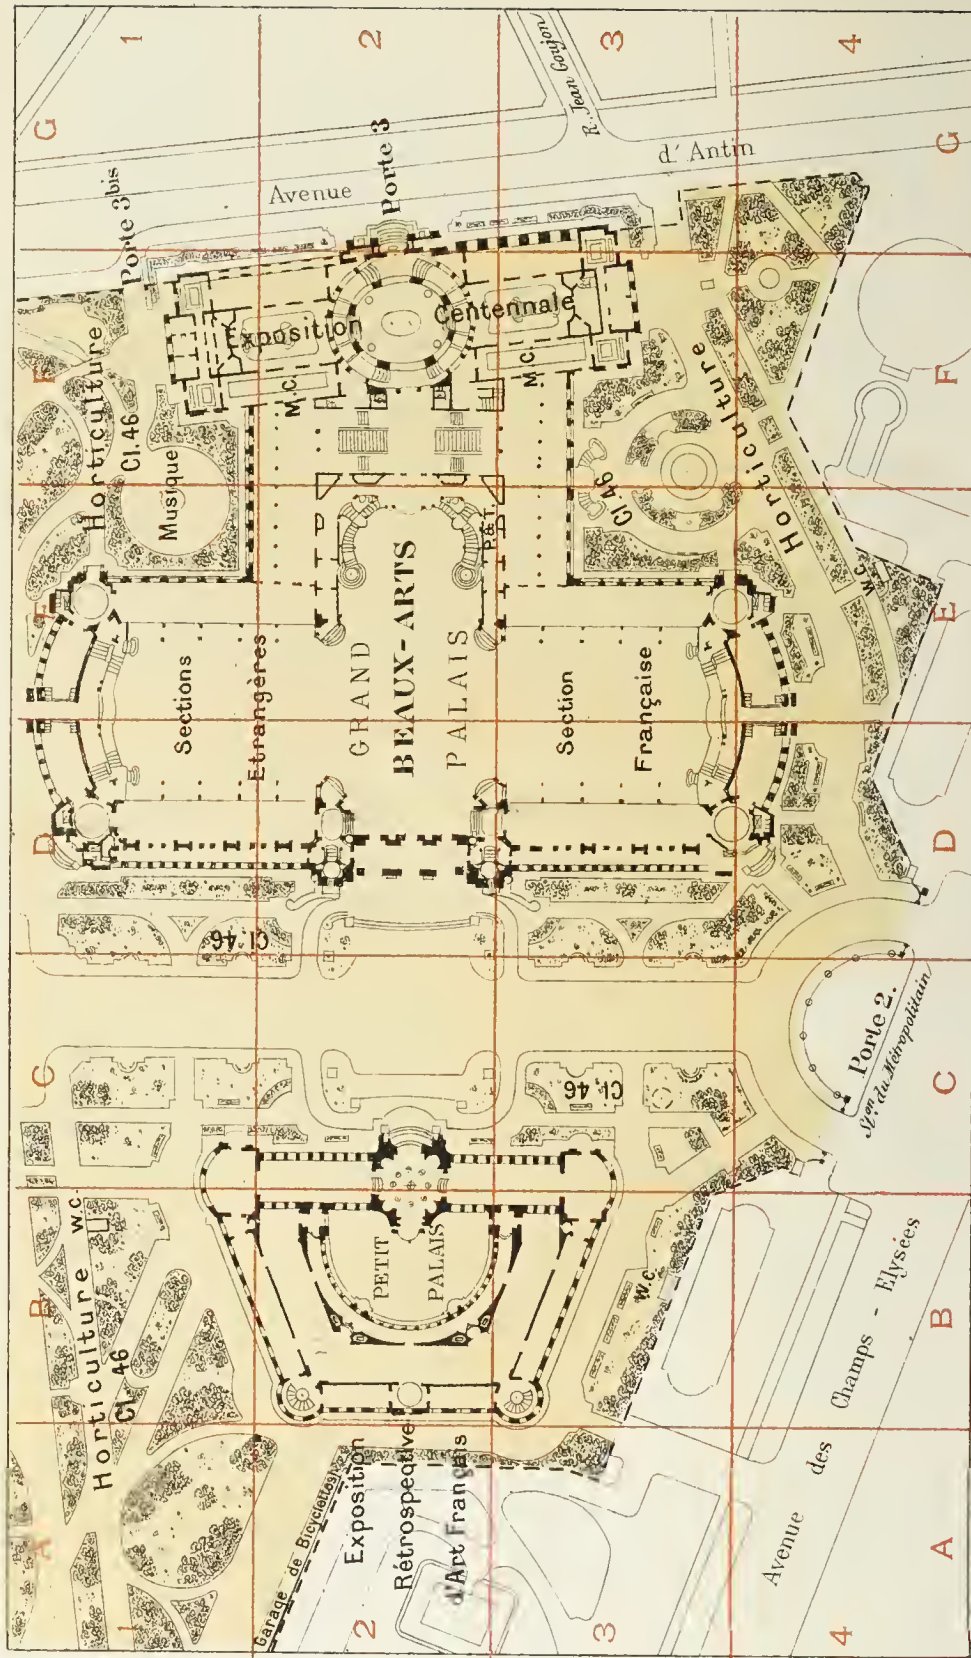 1
2
3
4
G
G
Porte 3bis
Avenue
d'Antin
Porte 3
R. Jean Goujon
Horticulture
Cl. 46
Musique
Exposition
Centennale
M.C.
M.C.
F
F
Horticulture
Cl. 46
P. & T.
W.C.
E
E
Sections
Etrangères
GRAND
BEAUX-ARTS
PALAIS
Section
Française
D
D
Cl. 46
C
C
Cl. 46
Porte 2.
Stion du Métropolitain
W.C.
Horticulture
Cl. 46
B
B
PETIT
PALAIS
W.C.
Avenue
des
Champs - Elysées
Garage de Bicyclettes
Exposition
Rétrospective
d'Art Français
A
A
1
2
3
4